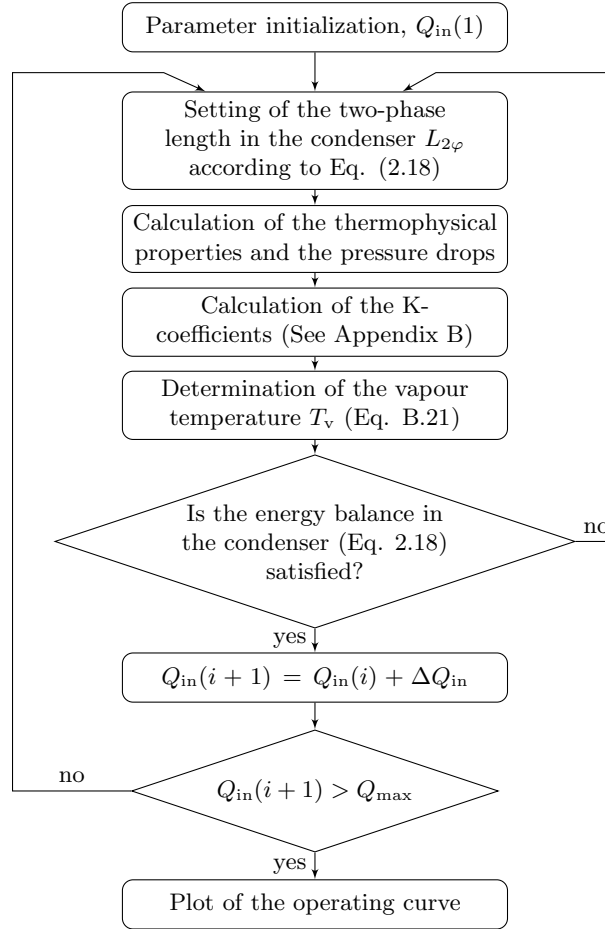 Parameter initialization, Q_in(1)
Setting of the two-phase
length in the condenser L_2φ
according to Eq. (2.18)
Calculation of the thermophysical
properties and the pressure drops
Calculation of the K-
coefficients (See Appendix B)
Determination of the vapour
temperature T_v (Eq. B.21)
Is the energy balance in
the condenser (Eq. 2.18)
satisfied?
no
yes
Q_in(i + 1) = Q_in(i) + ΔQ_in
no
Q_in(i + 1) > Q_max
yes
Plot of the operating curve